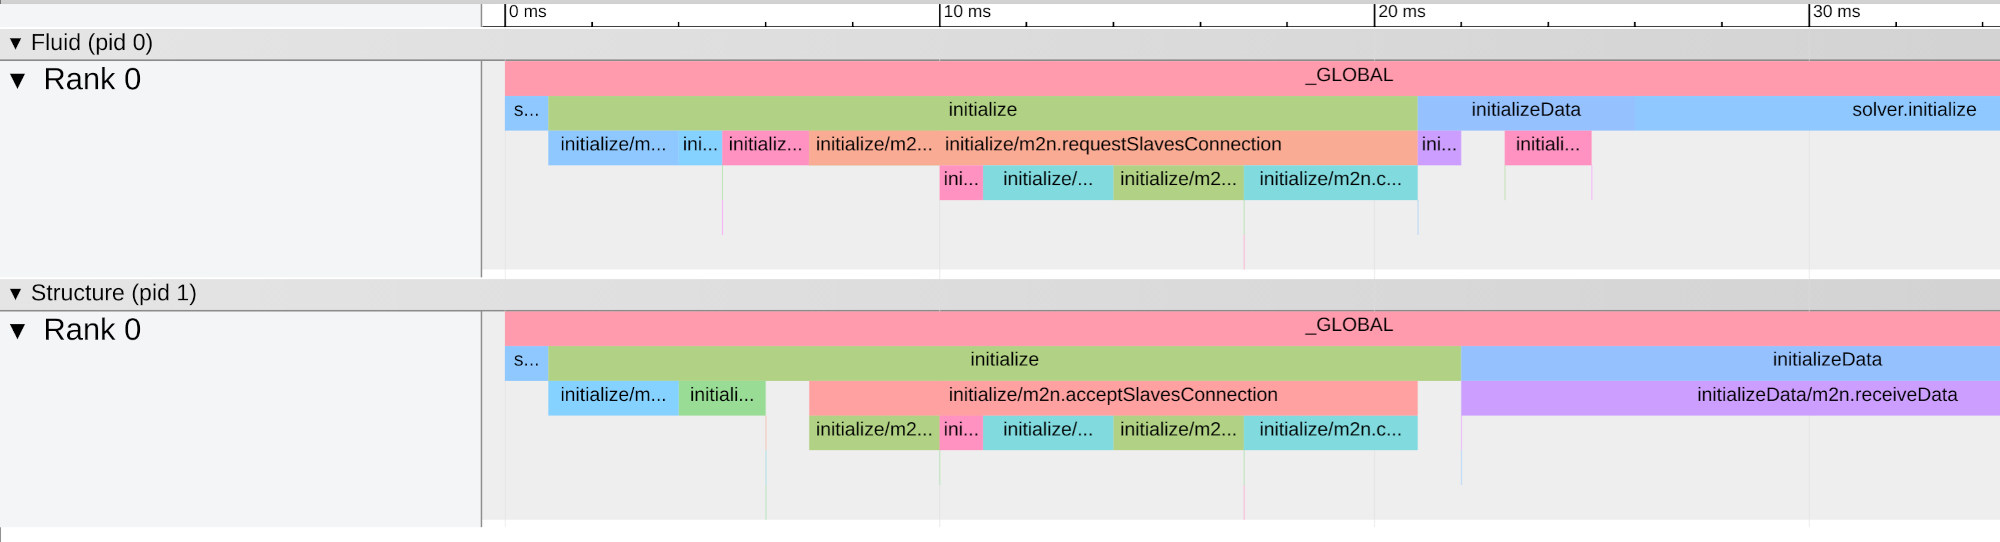 0 ms 10 ms 20 ms 30 ms
▼ Fluid (pid 0)
▼ Rank 0
_GLOBAL
s... initialize initializeData solver.initialize
initialize/m... ini... initializ... initialize/m2... initialize/m2n.requestSlavesConnection ini... initiali...
ini... initialize/... initialize/m2... initialize/m2n.c...
▼ Structure (pid 1)
▼ Rank 0
_GLOBAL
s... initialize initializeData
initialize/m... initiali... initialize/m2n.acceptSlavesConnection initializeData/m2n.receiveData
initialize/m2... ini... initialize/... initialize/m2... initialize/m2n.c...